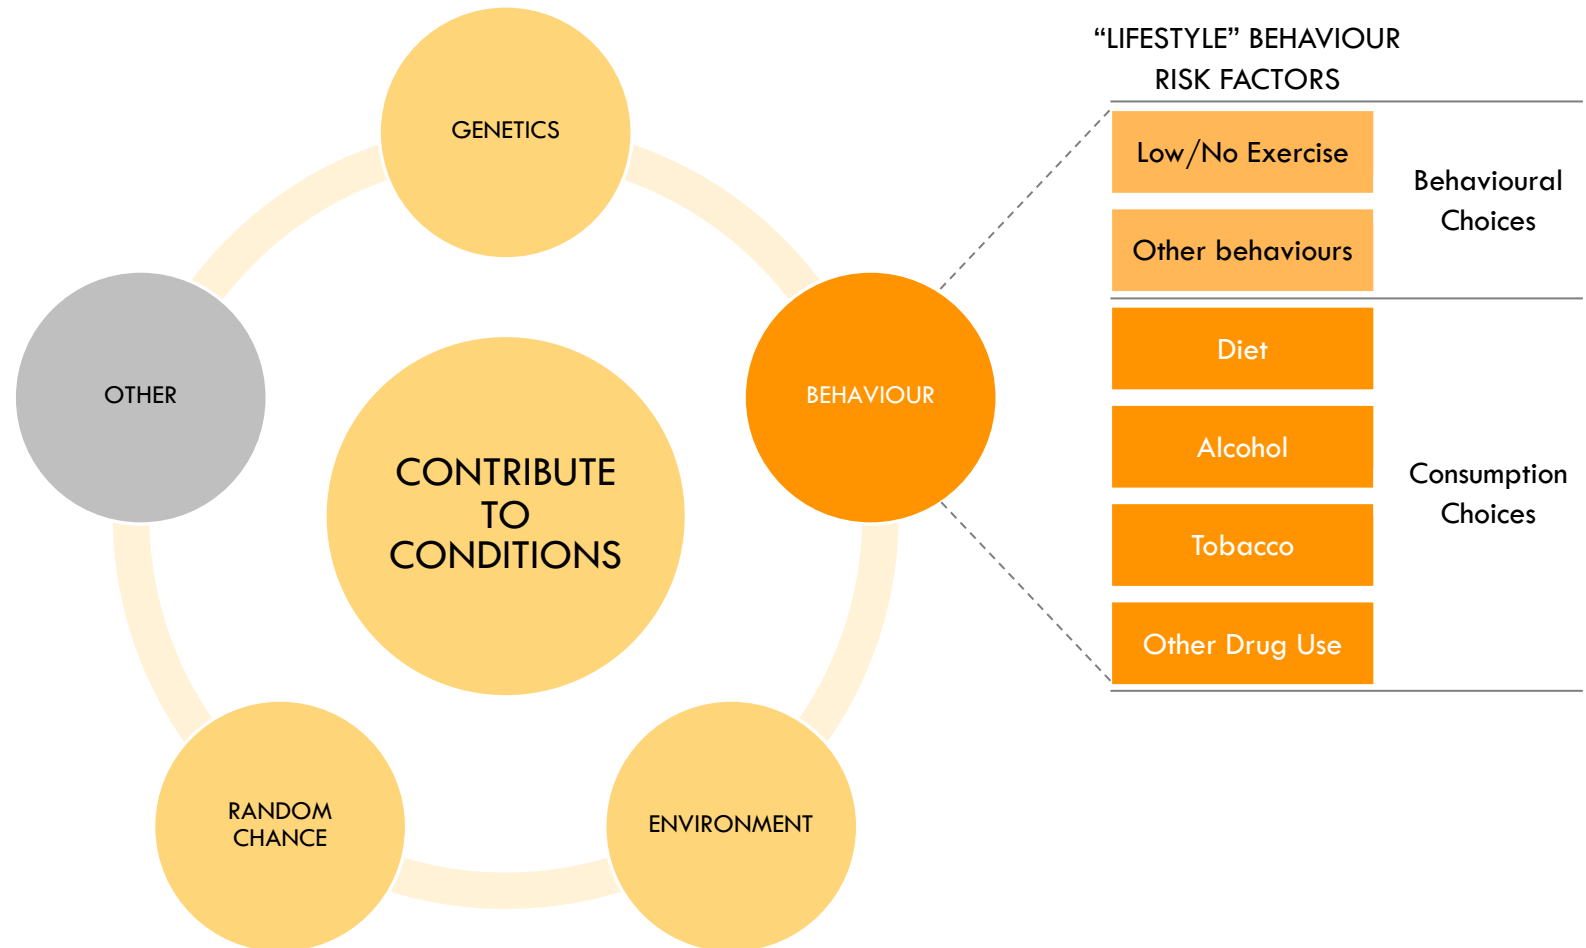 “LIFESTYLE” BEHAVIOUR
RISK FACTORS
GENETICS
OTHER
BEHAVIOUR
CONTRIBUTE
TO
CONDITIONS
RANDOM
CHANCE
ENVIRONMENT
Low/No Exercise
Other behaviours
Behavioural
Choices
Diet
Alcohol
Tobacco
Other Drug Use
Consumption
Choices